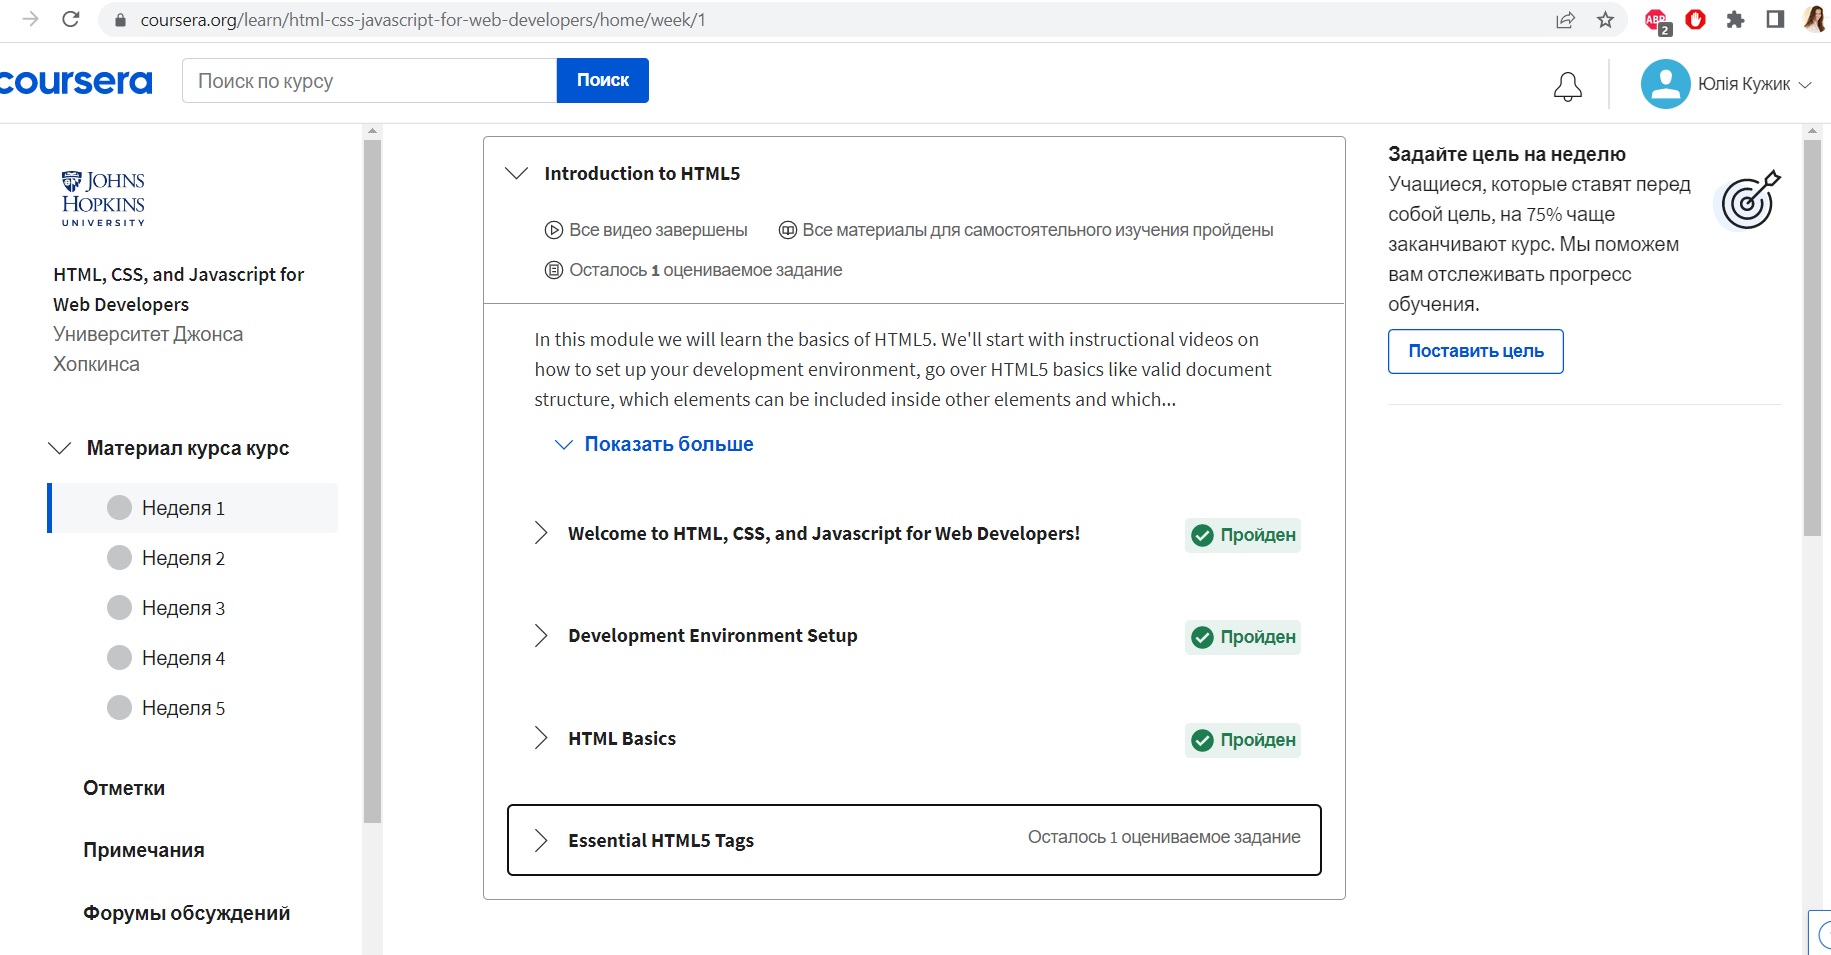 coursera.org/learn/html-css-javascript-for-web-developers/home/week/1
ABP
2
coursera
Поиск по курсу
Поиск
Юлія Кужик
JOHNS
HOPKINS
UNIVERSITY
HTML, CSS, and Javascript for
Web Developers
Университет Джонса
Хопкинса
Материал курса курс
Неделя 1
Неделя 2
Неделя 3
Неделя 4
Неделя 5
Отметки
Примечания
Форумы обсуждений
Introduction to HTML5
Все видео завершены
Все материалы для самостоятельного изучения пройдены
Осталось 1 оцениваемое задание
In this module we will learn the basics of HTML5. We'll start with instructional videos on
how to set up your development environment, go over HTML5 basics like valid document
structure, which elements can be included inside other elements and which...
Показать больше
Welcome to HTML, CSS, and Javascript for Web Developers!
Пройден
Development Environment Setup
Пройден
HTML Basics
Пройден
Essential HTML5 Tags
Осталось 1 оцениваемое задание
Задайте цель на неделю
Учащиеся, которые ставят перед
собой цель, на 75% чаще
заканчивают курс. Мы поможем
вам отслеживать прогресс
обучения.
Поставить цель